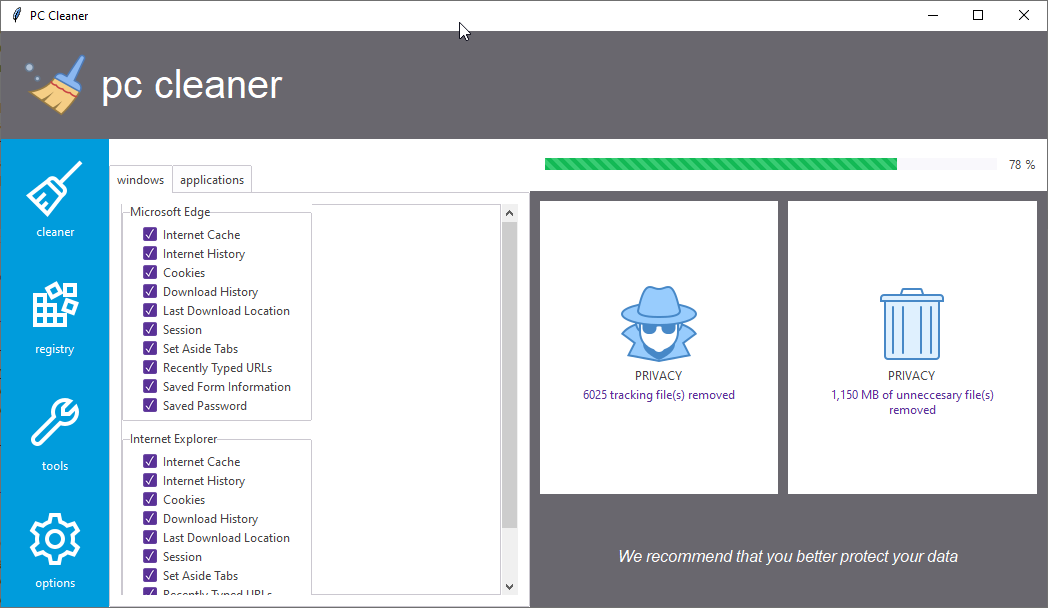 PC Cleaner
pc cleaner
cleaner
registry
tools
options
windows
applications
Microsoft Edge
Internet Cache
Internet History
Cookies
Download History
Last Download Location
Session
Set Aside Tabs
Recently Typed URLs
Saved Form Information
Saved Password
Internet Explorer
Internet Cache
Internet History
Cookies
Download History
Last Download Location
Session
Set Aside Tabs
Recently Typed URLs
78 %
PRIVACY
6025 tracking file(s) removed
PRIVACY
1,150 MB of unneccesary file(s)
removed
We recommend that you better protect your data